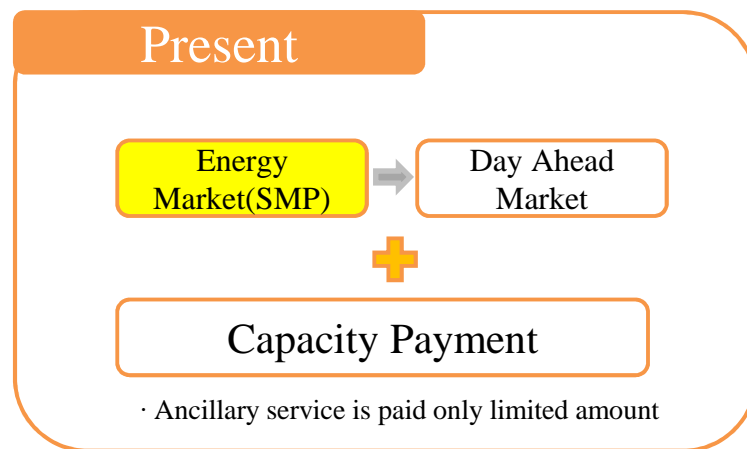 Present
Energy
Market(SMP)
Day Ahead
Market
Capacity Payment
· Ancillary service is paid only limited amount